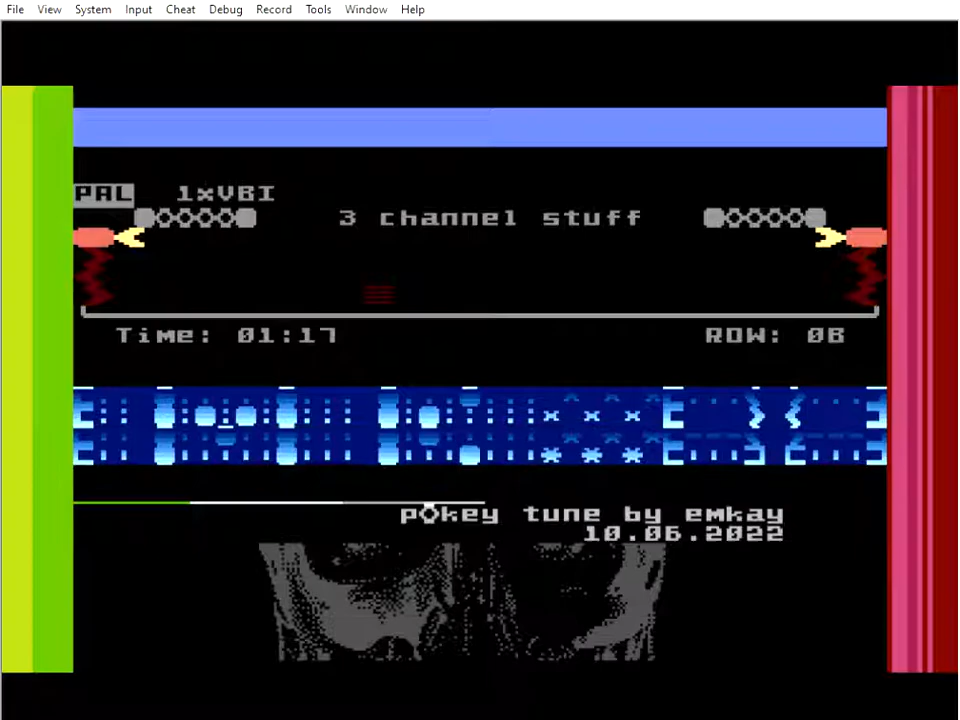 File View System Input Cheat Debug Record Tools Window Help
PAL 1xVBI
3 channel stuff
Time: 01:17 ROW: 0B
pokey tune by emkay
10.06.2022